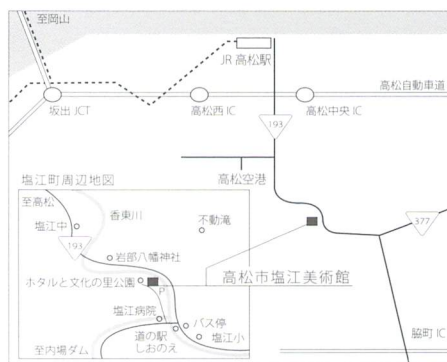 至岡山
JR 高松駅
高松自動車道
坂出 JCT
高松西 IC
高松中央 IC
193
高松空港
塩江町周辺地図
至高松
香東川
不動滝
塩江中
193
377
岩部八幡神社
高松市塩江美術館
ホタルと文化の里公園
P
塩江病院
バス停
道の駅
しおのえ
塩江小
至内場ダム
脇町 IC